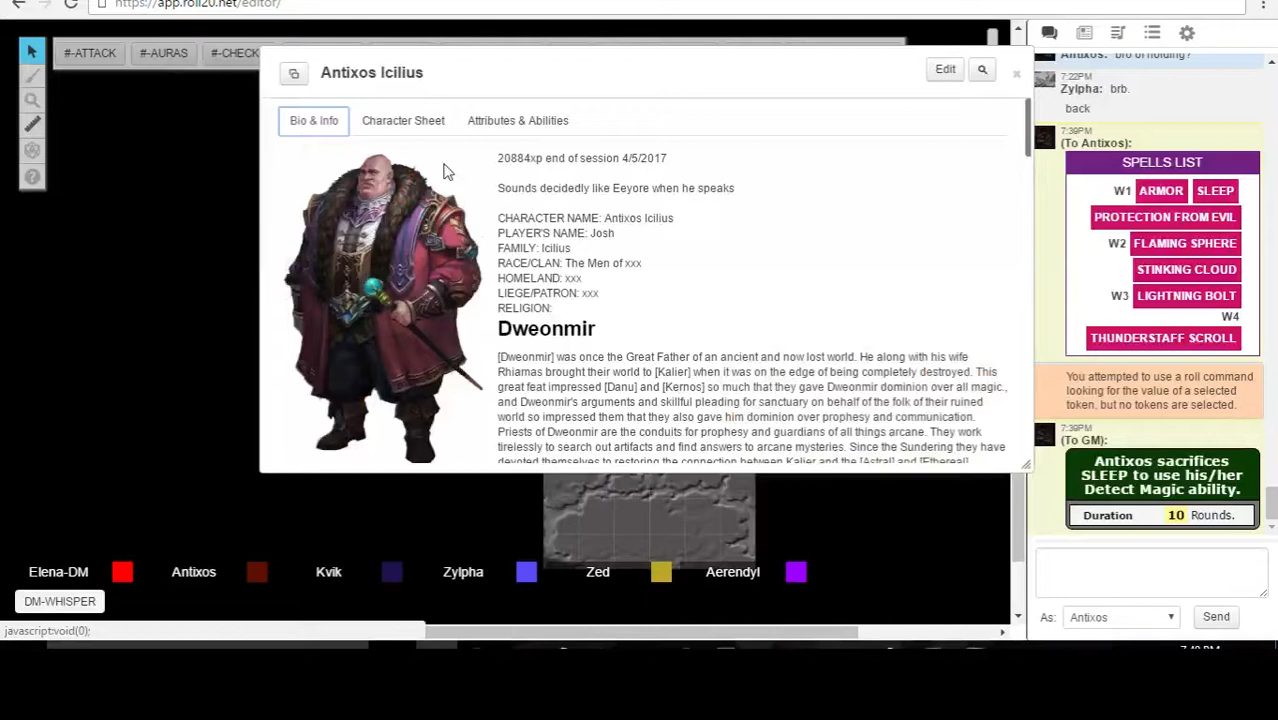 https://app.roll20.net/editor/
#-ATTACK
#-AURAS
#-CHECK
Antixos Icilius
Edit
Bio & Info
Character Sheet
Attributes & Abilities
20884xp end of session 4/5/2017
Sounds decidedly like Eeyore when he speaks
CHARACTER NAME: Antixos Icilius
PLAYER'S NAME: Josh
FAMILY: Icilius
RACE/CLAN: The Men of xxx
HOMELAND: xxx
LIEGE/PATRON: xxx
RELIGION:
Dweonmir
[Dweonmir] was once the Great Father of an ancient and now lost world. He along with his wife
Rhiamas brought their world to [Kalier] when it was on the edge of being completely destroyed. This
great feat impressed [Danu] and [Kernos] so much that they gave Dweonmir dominion over all magic.,
and Dweonmir's arguments and skillful pleading for sanctuary on behalf of the folk of their ruined
world so impressed them that they also gave him dominion over prophesy and communication.
Priests of Dweonmir are the conduits for prophesy and guardians of all things arcane. They work
tirelessly to search out artifacts and find answers to arcane mysteries. Since the Sundering they have
devoted themselves to restoring the connection between Kalier and the [Astral] and [Ethereal]
Elena-DM
Antixos
Kvik
Zylpha
Zed
Aerendyl
DM-WHISPER
javascript:void(0);
Antixos: bro of holding?
7:22PM
Zylpha: brb.
back
7:39PM
(To Antixos):
SPELLS LIST
W1 ARMOR SLEEP
PROTECTION FROM EVIL
W2 FLAMING SPHERE
STINKING CLOUD
W3 LIGHTNING BOLT
W4
THUNDERSTAFF SCROLL
You attempted to use a roll command
looking for the value of a selected
token, but no tokens are selected.
7:39PM
(To GM):
Antixos sacrifices
SLEEP to use his/her
Detect Magic ability.
Duration 10 Rounds.
As: Antixos
Send